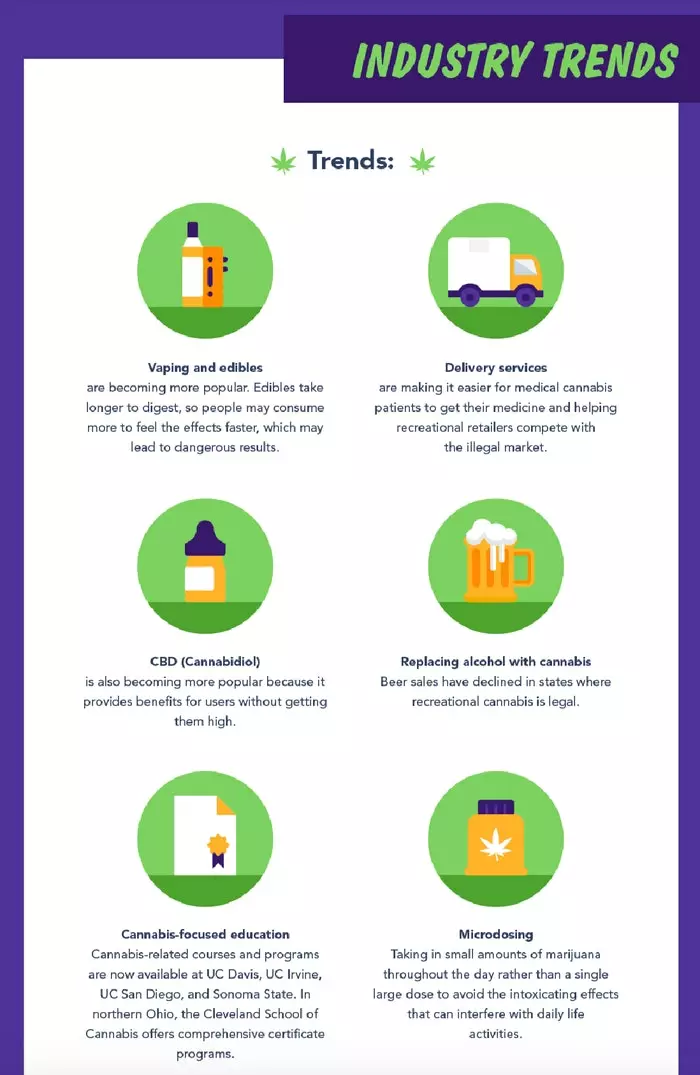 INDUSTRY TRENDS
Trends:
Vaping and edibles
are becoming more popular. Edibles take
longer to digest, so people may consume
more to feel the effects faster, which may
lead to dangerous results.
Delivery services
are making it easier for medical cannabis
patients to get their medicine and helping
recreational retailers compete with
the illegal market.
CBD (Cannabidiol)
is also becoming more popular because it
provides benefits for users without getting
them high.
Replacing alcohol with cannabis
Beer sales have declined in states where
recreational cannabis is legal.
Cannabis-focused education
Cannabis-related courses and programs
are now available at UC Davis, UC Irvine,
UC San Diego, and Sonoma State. In
northern Ohio, the Cleveland School of
Cannabis offers comprehensive certificate
programs.
Microdosing
Taking in small amounts of marijuana
throughout the day rather than a single
large dose to avoid the intoxicating effects
that can interfere with daily life
activities.